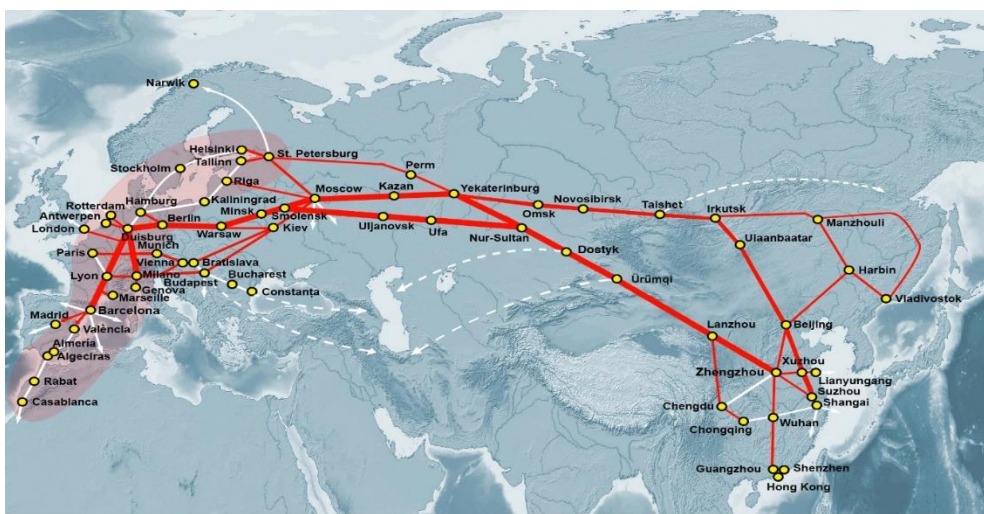 Narwik
Helsinki
St. Petersburg
Tallinn
Stockholm
Perm
Riga
Moscow
Kazan
Yekaterinburg
Hamburg
Kaliningrad
Rotterdam
Minsk
Smolensk
Omsk
Novosibirsk
Taishet
Irkutsk
Manzhouli
Antwerpen
Berlin
London
Duisburg
Warsaw
Kiev
Uljanovsk
Ufa
Nur-Sultan
Ulaanbaatar
Munich
Paris
Vienna
Bratislava
Dostyk
Harbin
Lyon
Milano
Budapest
Bucharest
Ürümqi
Genova
Constanța
Marseille
Vladivostok
Barcelona
Madrid
València
Lanzhou
Beijing
Almeria
Algeciras
Xuzhou
Zhengzhou
Rabat
Lianyungang
Suzhou
Casablanca
Chengdu
Shangai
Chongqing
Wuhan
Guangzhou
Shenzhen
Hong Kong